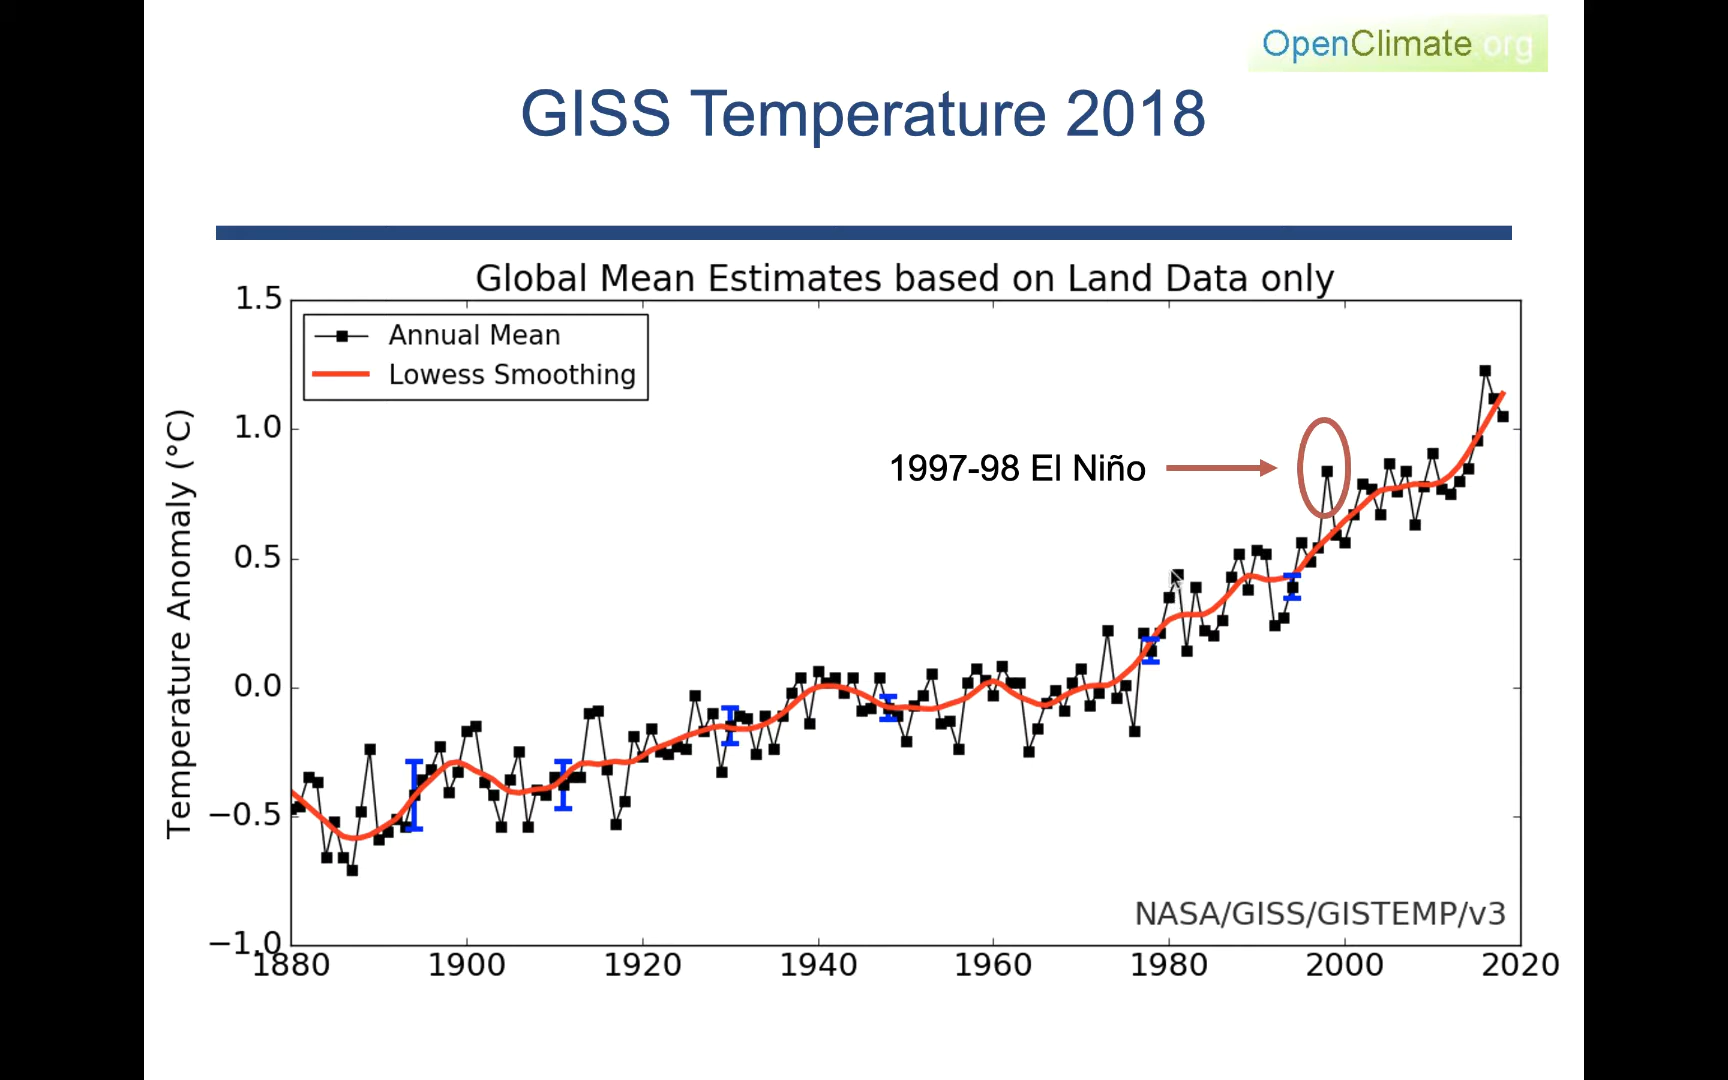 OpenClimate.org
GISS Temperature 2018
Global Mean Estimates based on Land Data only
1.5
Annual Mean
Lowess Smoothing
1.0
1997-98 El Niño
0.5
Temperature Anomaly (°C)
0.0
−0.5
NASA/GISS/GISTEMP/v3
−1.0
1880 1900 1920 1940 1960 1980 2000 2020